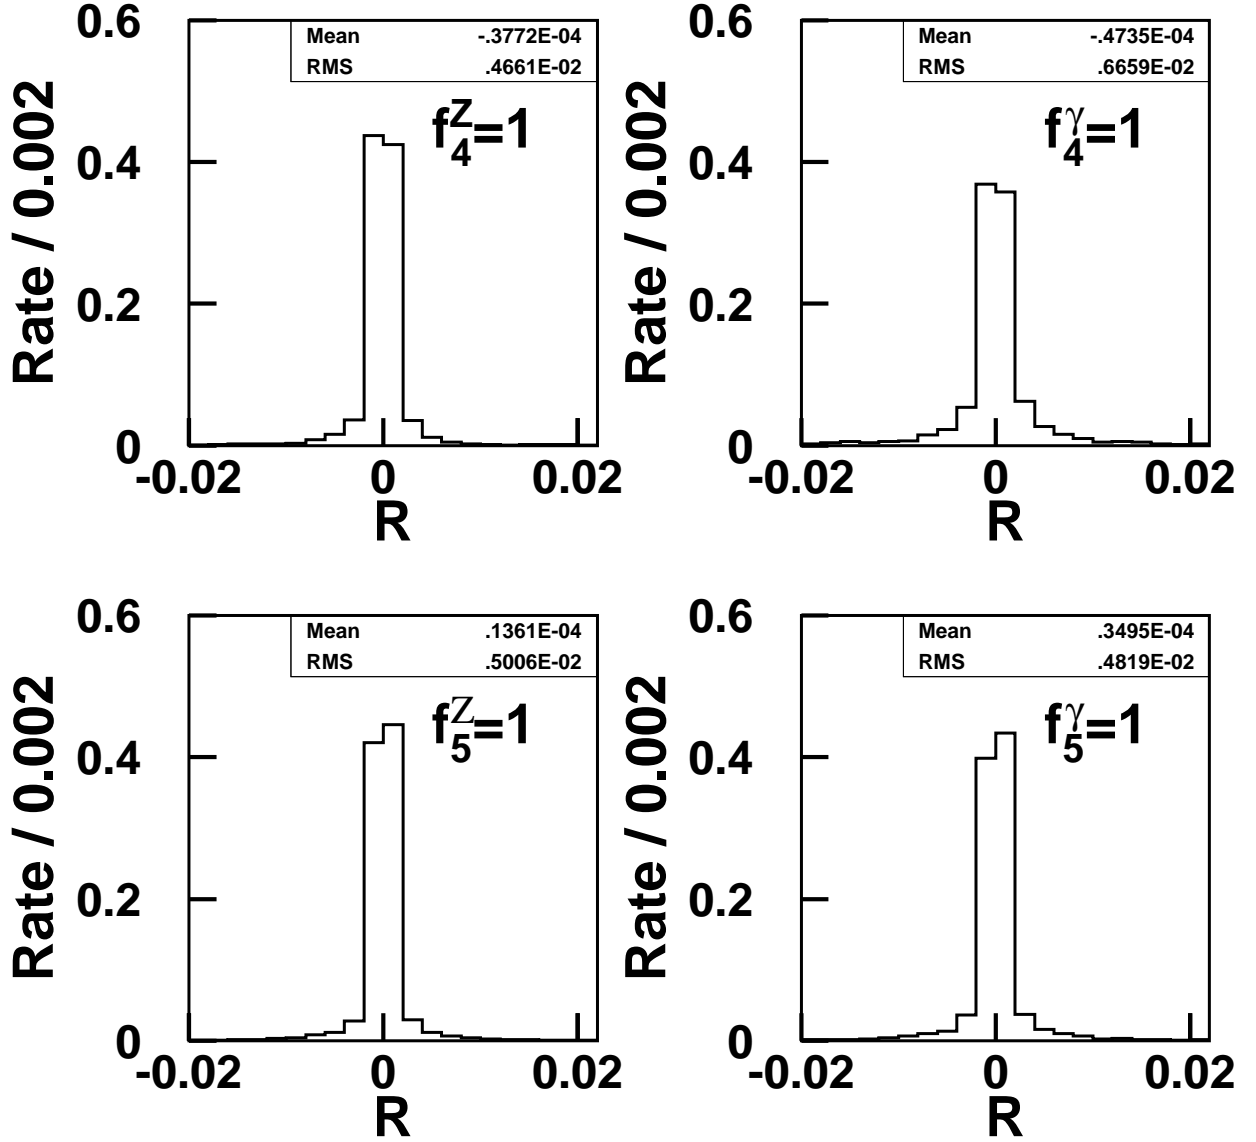 0.6
Mean -.3772E-04
RMS .4661E-02
f₄ᶻ=1
Rate / 0.002
0.4
0.2
0
-0.02 0 0.02
R
0.6
Mean -.4735E-04
RMS .6659E-02
f₄ᵞ=1
Rate / 0.002
0.4
0.2
0
-0.02 0 0.02
R
0.6
Mean .1361E-04
RMS .5006E-02
f₅ᶻ=1
Rate / 0.002
0.4
0.2
0
-0.02 0 0.02
R
0.6
Mean .3495E-04
RMS .4819E-02
f₅ᵞ=1
Rate / 0.002
0.4
0.2
0
-0.02 0 0.02
R